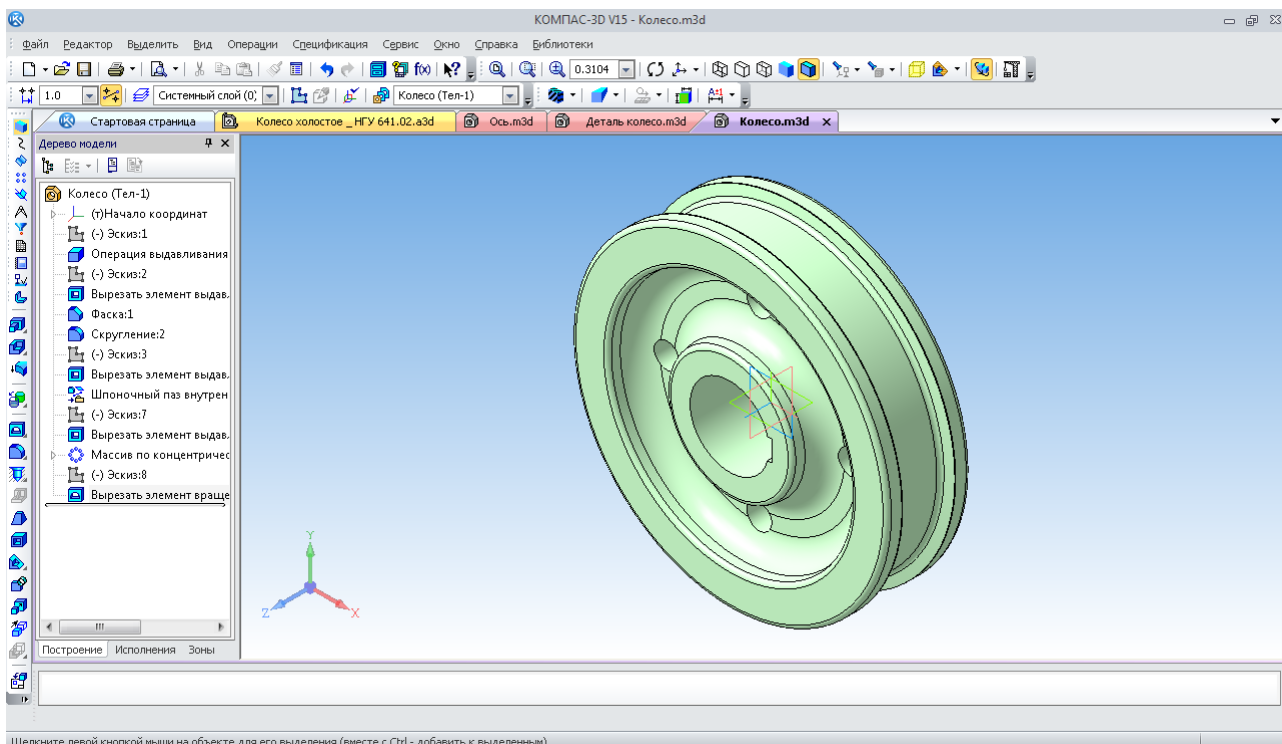 КОМПАС-3D V15 - Колесо.m3d
Файл Редактор Выделить Вид Операции Спецификация Сервис Окно Справка Библиотеки
f(x) 0.3104
1.0 Системный слой (0; Колесо (Тел-1)
Стартовая страница Колесо холостое _ НГУ 641.02.a3d Ось.m3d Деталь колесо.m3d Колесо.m3d
Дерево модели
Колесо (Тел-1)
(т)Начало координат
(-) Эскиз:1
Операция выдавливания
(-) Эскиз:2
Вырезать элемент выдав.
Фаска:1
Скругление:2
(-) Эскиз:3
Вырезать элемент выдав.
Шпоночный паз внутрен
(-) Эскиз:7
Вырезать элемент выдав.
Массив по концентричес
(-) Эскиз:8
Вырезать элемент враще
Y
Z X
Построение Исполнения Зоны
Щелкните левой кнопкой мыши на объекте для его выделения (вместе с Ctrl - добавить к выделенным)